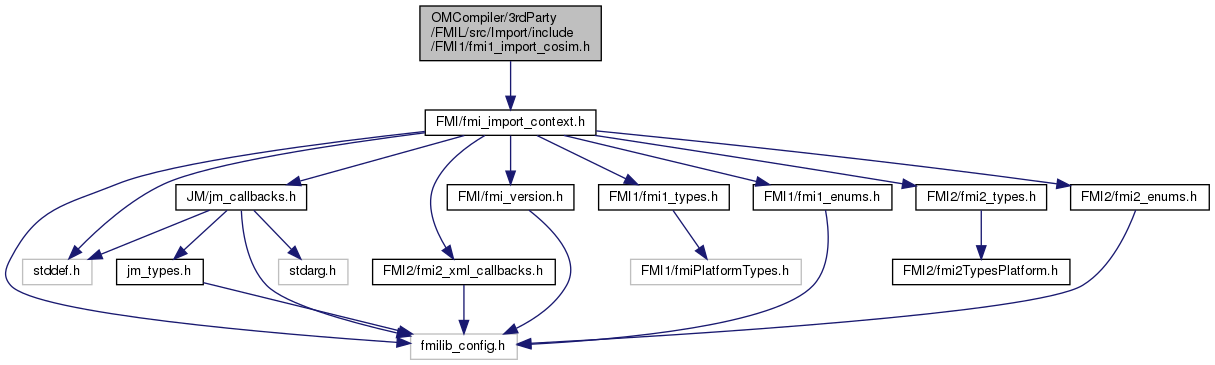 OMCompiler/3rdParty
/FMIL/src/Import/include
/FMI1/fmi1_import_cosim.h
FMI/fmi_import_context.h
JM/jm_callbacks.h
FMI/fmi_version.h
FMI1/fmi1_types.h
FMI1/fmi1_enums.h
FMI2/fmi2_types.h
FMI2/fmi2_enums.h
stddef.h
jm_types.h
stdarg.h
FMI2/fmi2_xml_callbacks.h
FMI1/fmiPlatformTypes.h
FMI2/fmi2TypesPlatform.h
fmilib_config.h